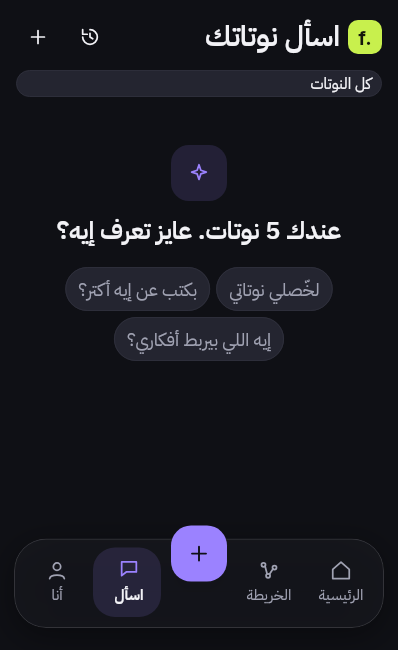 f. اسأل نوتاتك
كل النوتات
عندك 5 نوتات. عايز تعرف إيه؟
لخّصلي نوتاتي
بكتب عن إيه أكتر؟
إيه اللي بيربط أفكاري؟
الرئيسية
الخريطة
اسأل
أنا